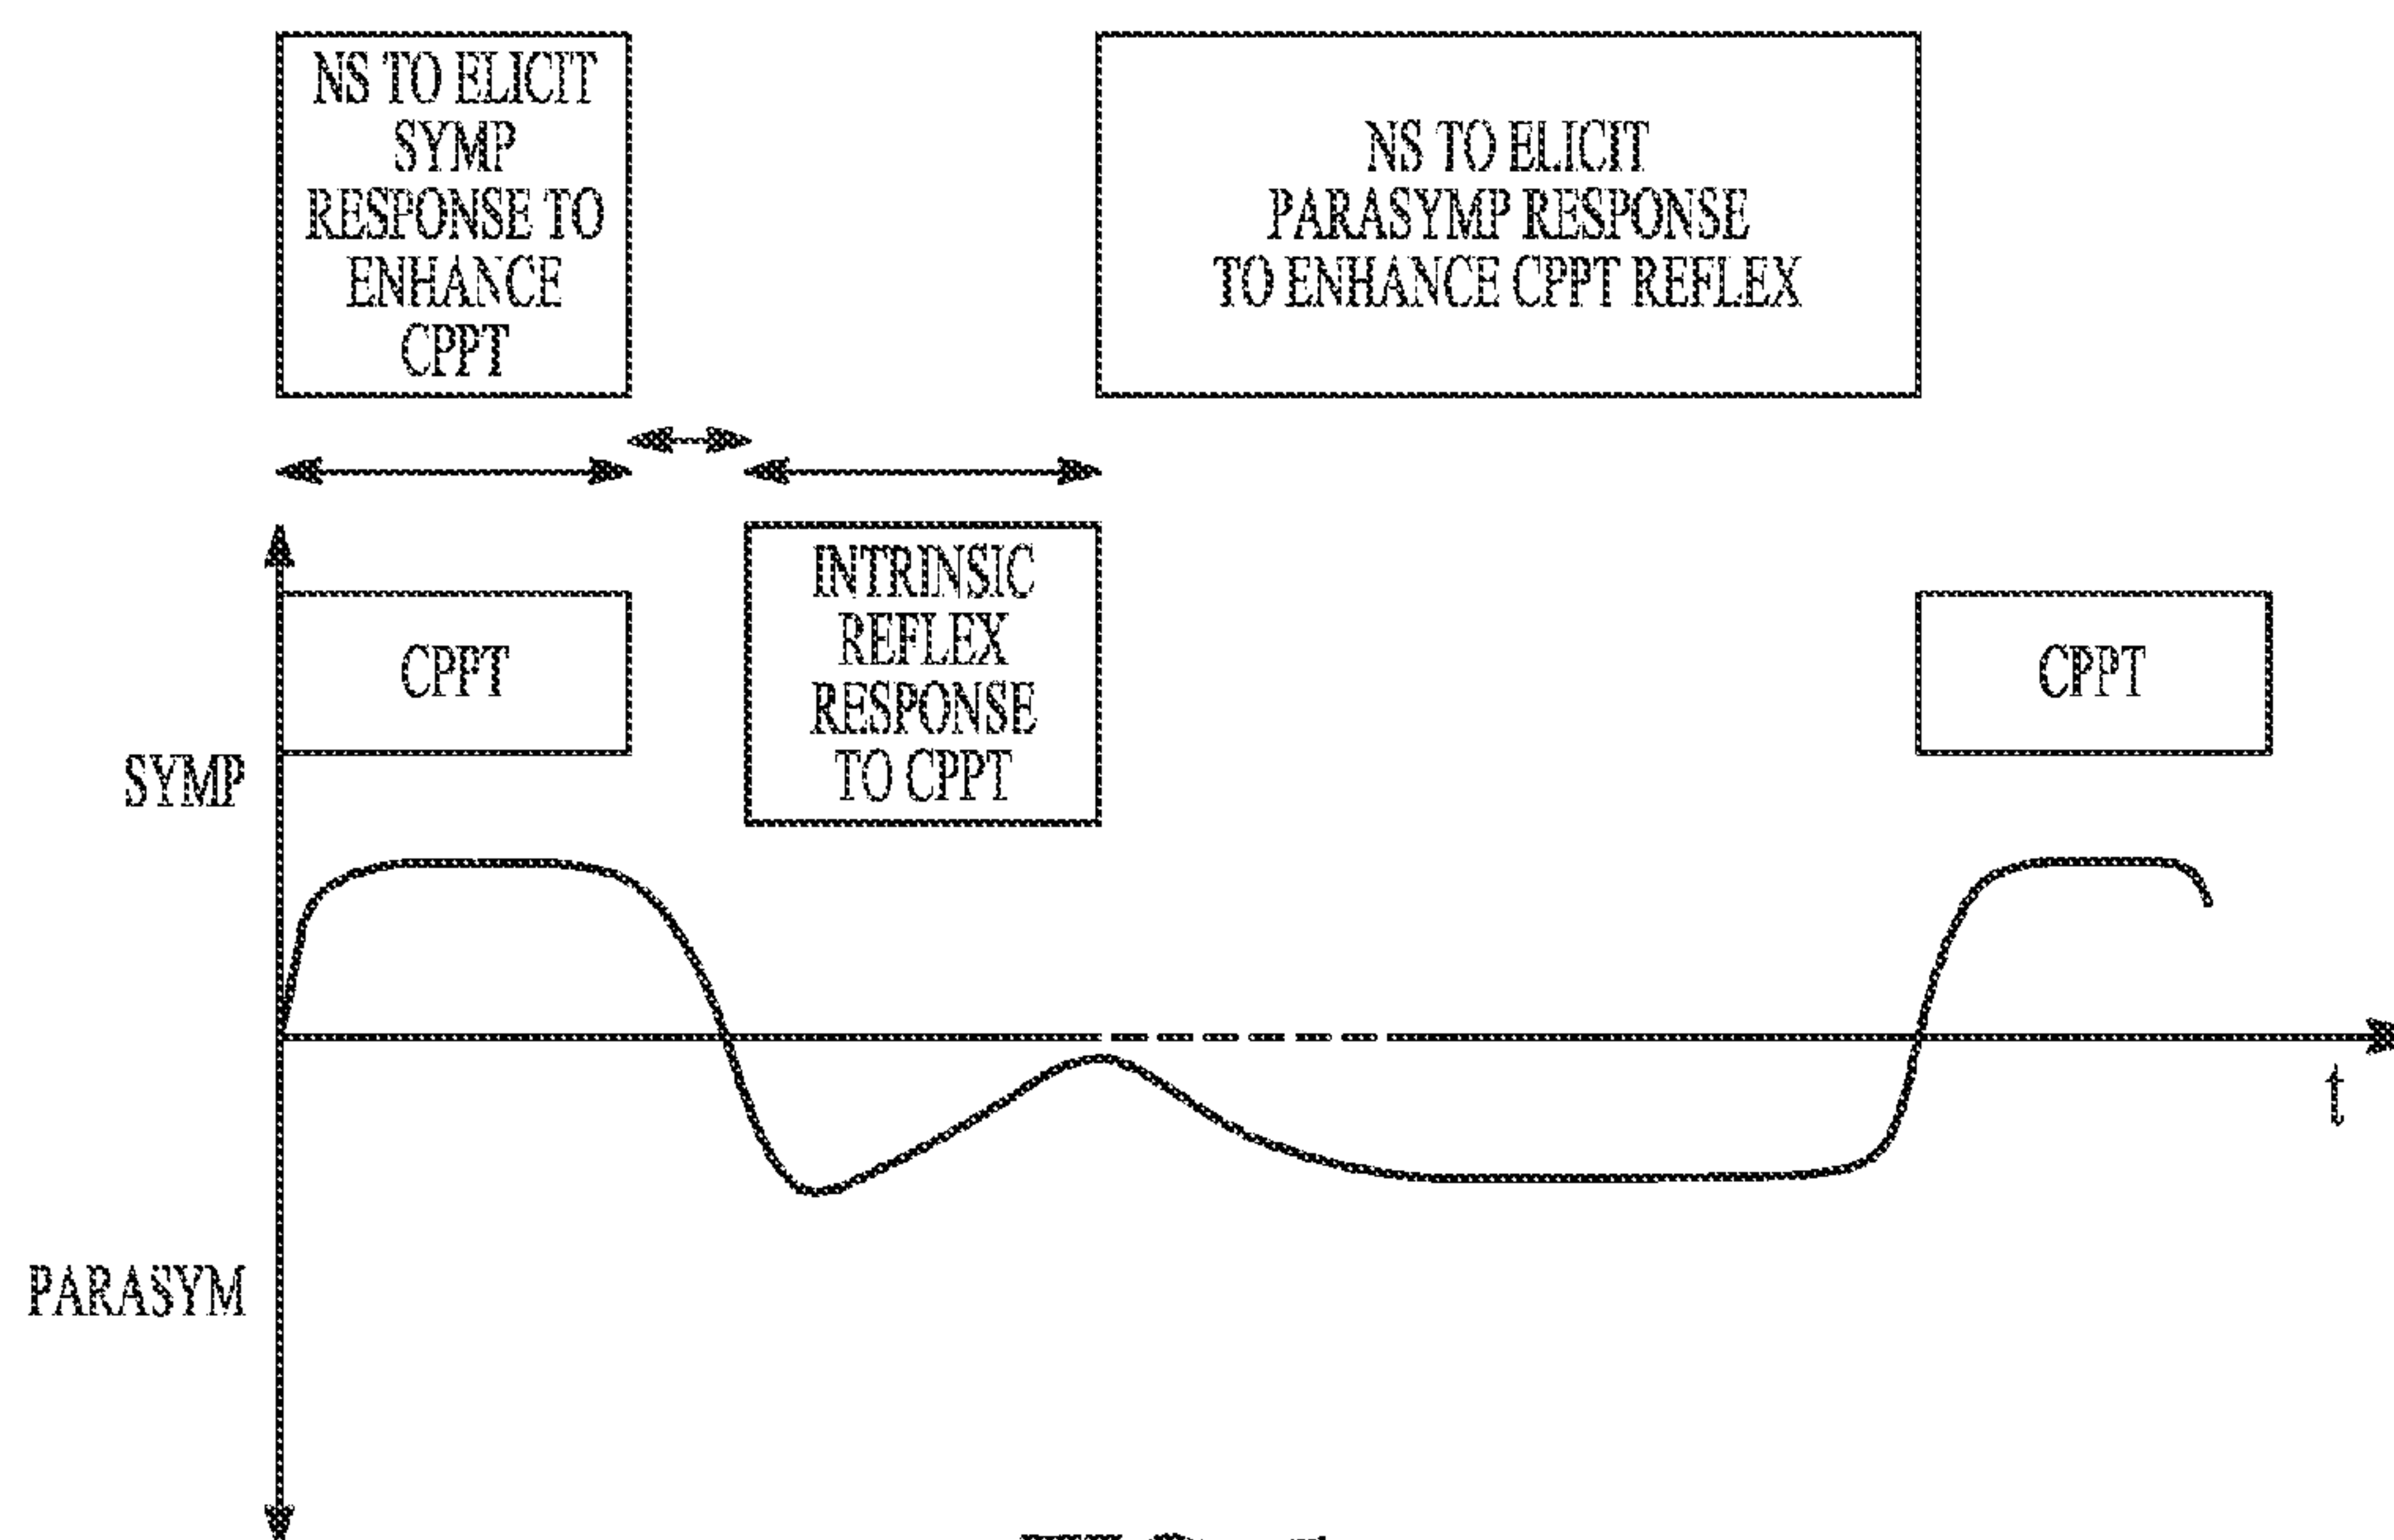 NS TO ELICIT
SYMP
RESPONSE TO
ENHANCE
CPPT
NS TO ELICIT
PARASYMP RESPONSE
TO ENHANCE CPPT REFLEX
INTRINSIC
REFLEX
RESPONSE
TO CPPT
CPPT
CPPT
SYMP
t
PARASYM